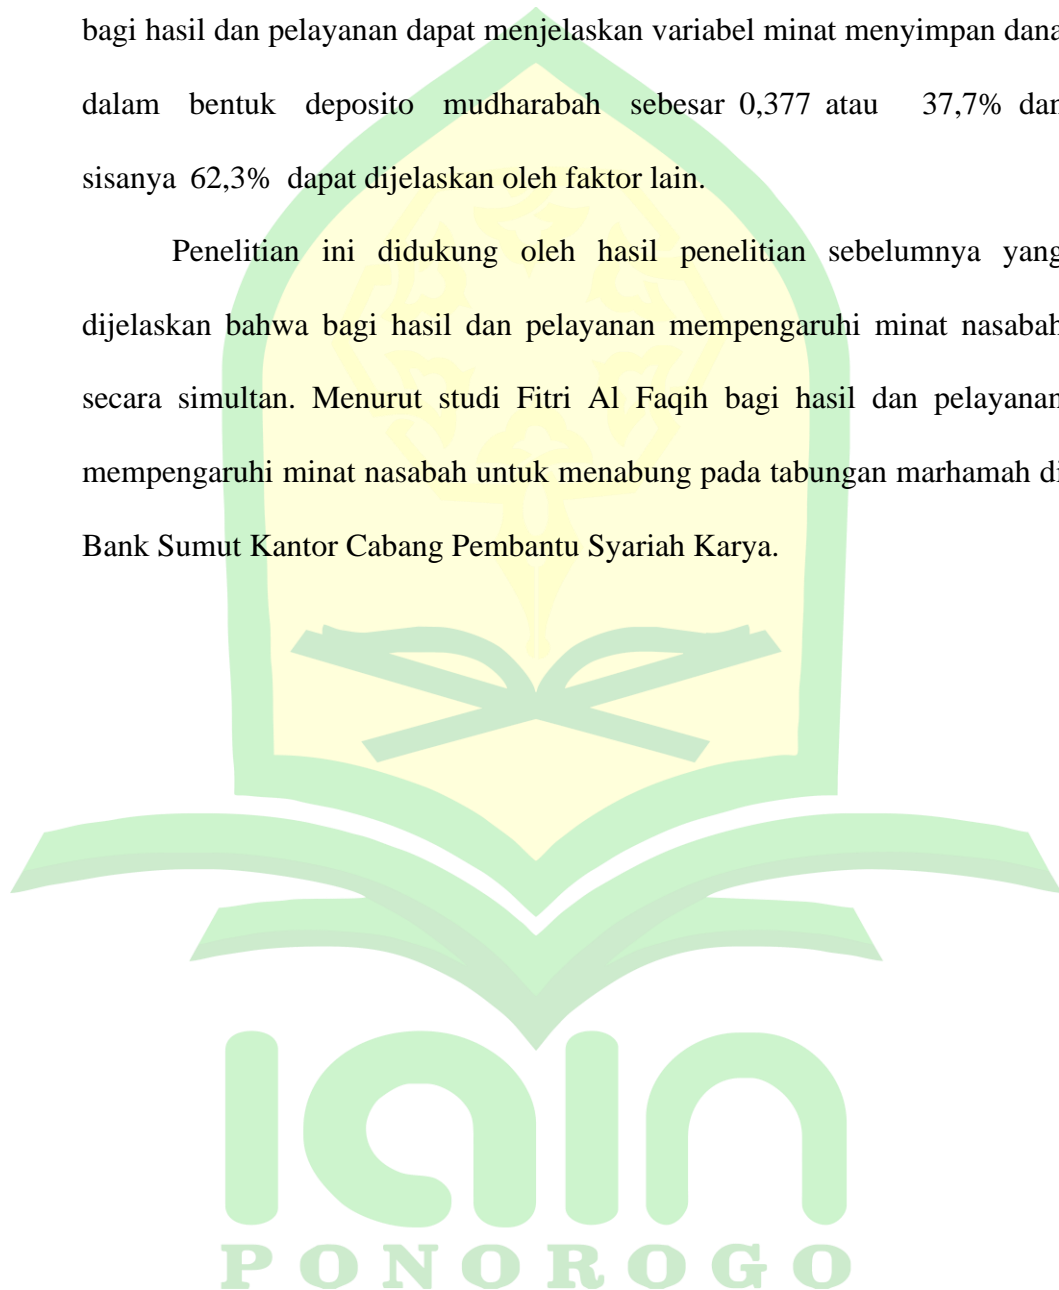 bagi hasil dan pelayanan dapat menjelaskan variabel minat menyimpan dana
dalam bentuk deposito mudharabah sebesar 0,377 atau 37,7% dan
sisanya 62,3% dapat dijelaskan oleh faktor lain.
Penelitian ini didukung oleh hasil penelitian sebelumnya yang
dijelaskan bahwa bagi hasil dan pelayanan mempengaruhi minat nasabah
secara simultan. Menurut studi Fitri Al Faqih bagi hasil dan pelayanan
mempengaruhi minat nasabah untuk menabung pada tabungan marhamah di
Bank Sumut Kantor Cabang Pembantu Syariah Karya.
iain
PONOROGO